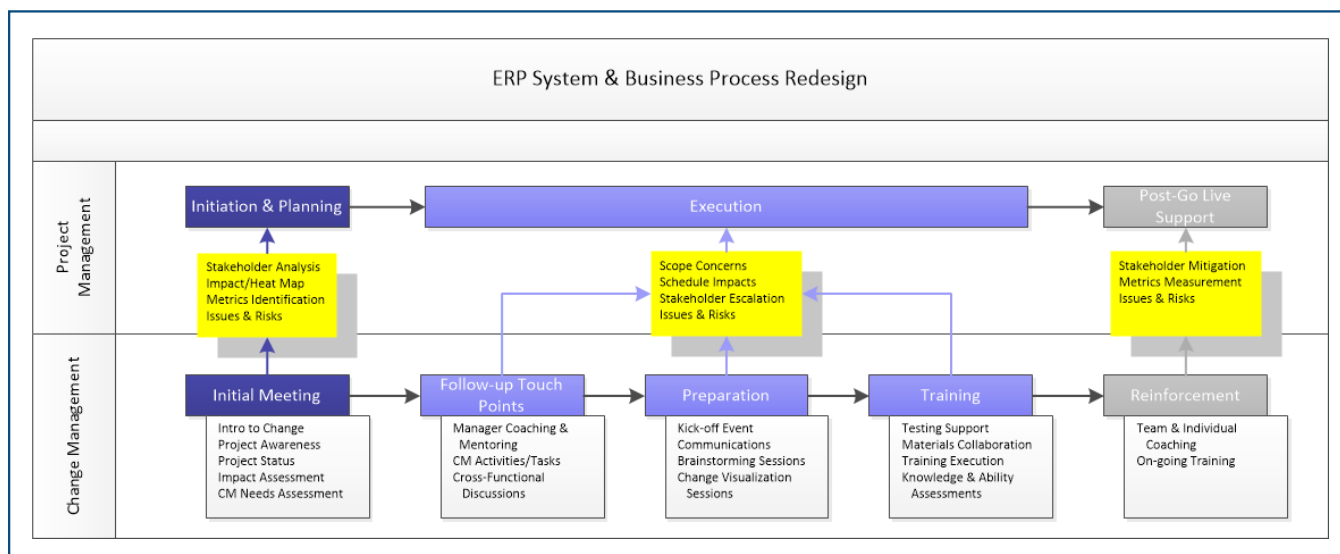 ERP System & Business Process Redesign
Project
Management
Initiation & Planning
Execution
Post-Go Live
Support
Stakeholder Analysis
Impact/Heat Map
Metrics Identification
Issues & Risks
Scope Concerns
Schedule Impacts
Stakeholder Escalation
Issues & Risks
Stakeholder Mitigation
Metrics Measurement
Issues & Risks
Change Management
Initial Meeting
Intro to Change
Project Awareness
Project Status
Impact Assessment
CM Needs Assessment
Follow-up Touch
Points
Manager Coaching &
Mentoring
CM Activities/Tasks
Cross-Functional
Discussions
Preparation
Kick-off Event
Communications
Brainstorming Sessions
Change Visualization
Sessions
Training
Testing Support
Materials Collaboration
Training Execution
Knowledge & Ability
Assessments
Reinforcement
Team & Individual
Coaching
On-going Training